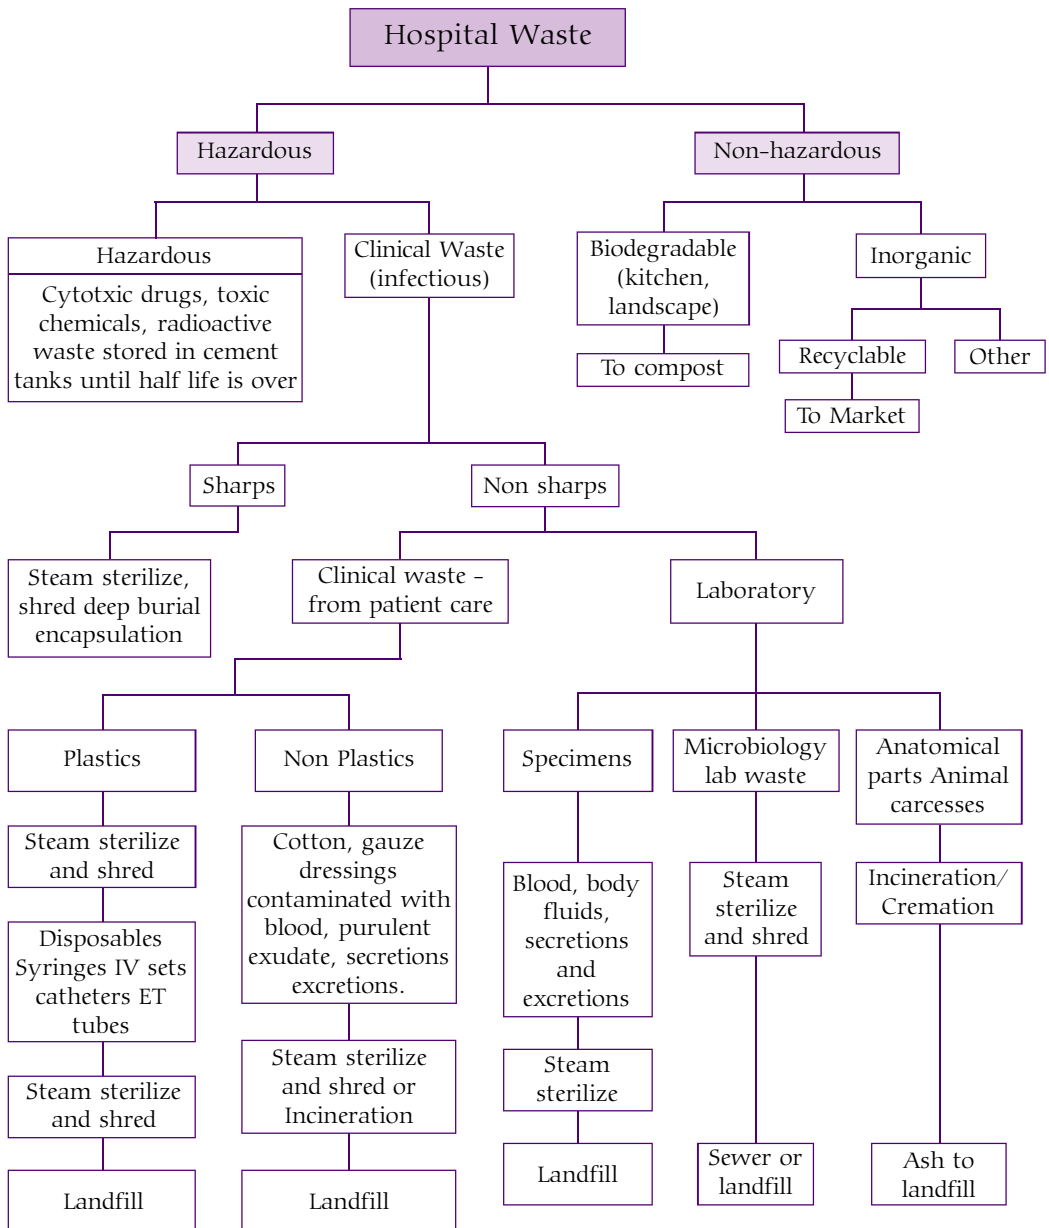 Hospital Waste
Hazardous
Non-hazardous
Hazardous
Cytotxic drugs, toxic
chemicals, radioactive
waste stored in cement
tanks until half life is over
Clinical Waste
(infectious)
Biodegradable
(kitchen,
landscape)
To compost
Inorganic
Recyclable
Other
To Market
Sharps
Non sharps
Steam sterilize,
shred deep burial
encapsulation
Clinical waste -
from patient care
Laboratory
Plastics
Steam sterilize
and shred
Disposables
Syringes IV sets
catheters ET
tubes
Steam sterilize
and shred
Landfill
Non Plastics
Cotton, gauze
dressings
contaminated with
blood, purulent
exudate, secretions
excretions.
Steam sterilize
and shred or
Incineration
Landfill
Specimens
Blood, body
fluids,
secretions
and
excretions
Steam
sterilize
Landfill
Microbiology
lab waste
Steam
sterilize
and shred
Sewer or
landfill
Anatomical
parts Animal
carcesses
Incineration/
Cremation
Ash to
landfill